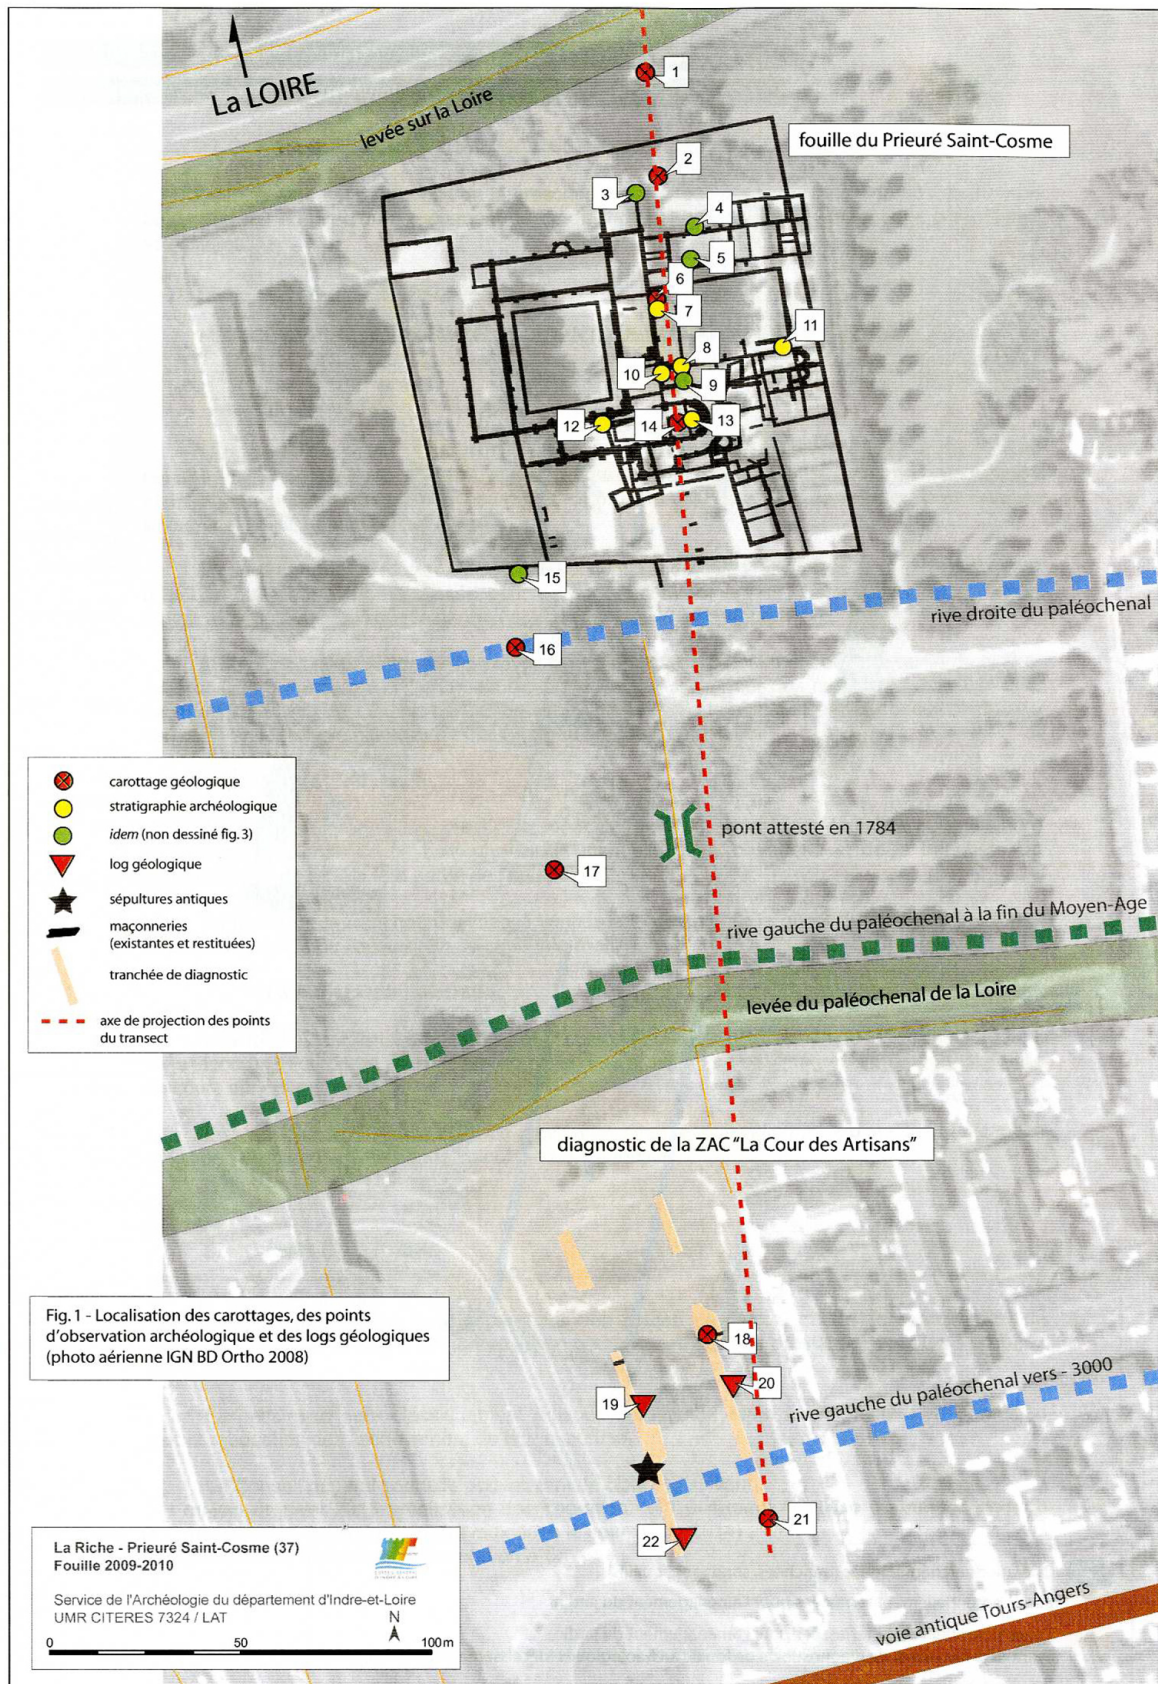 La LOIRE
levée sur la Loire
1
fouille du Prieuré Saint-Cosme
2
3
4
5
6
7
8
11
10
9
12
14
13
15
rive droite du paléochenal
16
carottage géologique
stratigraphie archéologique
idem (non dessiné fig. 3)
log géologique
sépultures antiques
maçonneries
(existantes et restituées)
tranchée de diagnostic
axe de projection des points
du transect
pont attesté en 1784
17
rive gauche du paléochenal à la fin du Moyen-Age
levée du paléochenal de la Loire
diagnostic de la ZAC "La Cour des Artisans"
Fig. 1 - Localisation des carottages, des points
d'observation archéologique et des logs géologiques
(photo aérienne IGN BD Ortho 2008)
18
20
19
rive gauche du paléochenal vers - 3000
21
22
La Riche - Prieuré Saint-Cosme (37)
Fouille 2009-2010
Service de l'Archéologie du département d'Indre-et-Loire
UMR CITERES 7324 / LAT
N
0 50 100 m
voie antique Tours-Angers